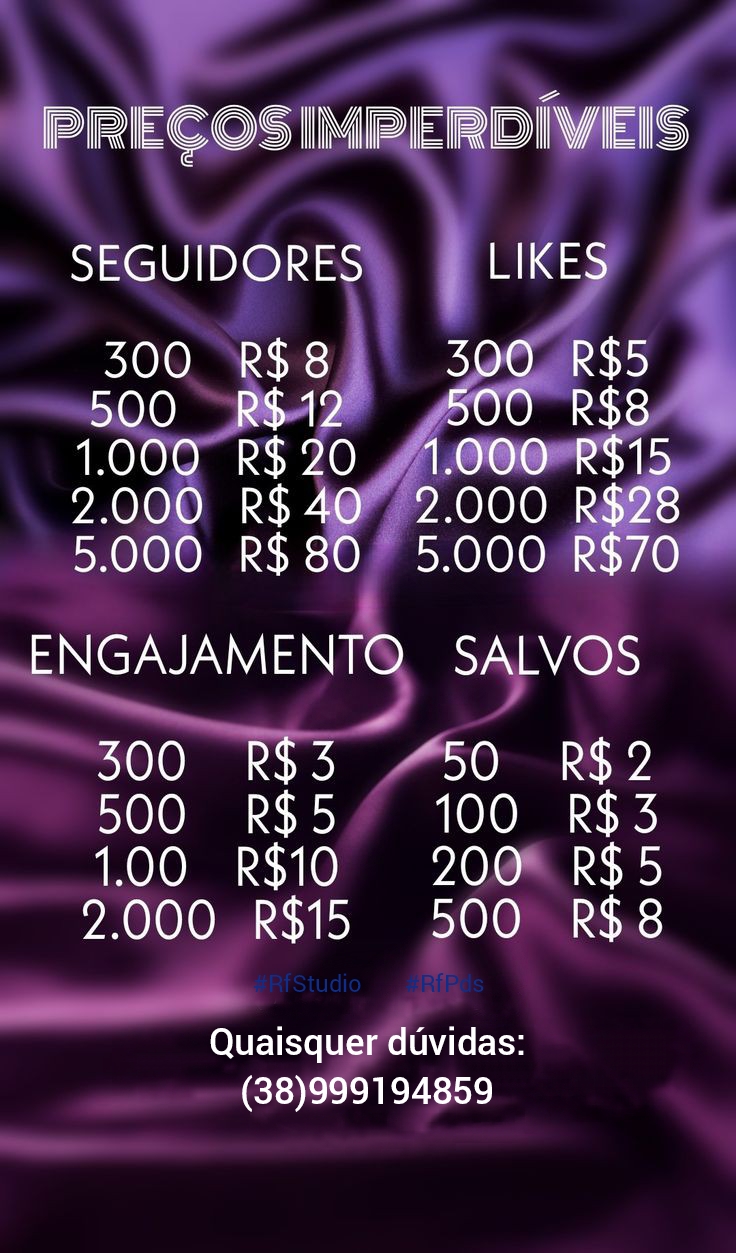 PREÇOS IMPERDÍVEIS
SEGUIDORES
300 R$ 8
500 R$ 12
1.000 R$ 20
2.000 R$ 40
5.000 R$ 80
LIKES
300 R$5
500 R$8
1.000 R$15
2.000 R$28
5.000 R$70
ENGAJAMENTO
300 R$ 3
500 R$ 5
1.00 R$10
2.000 R$15
SALVOS
50 R$ 2
100 R$ 3
200 R$ 5
500 R$ 8
#RfStudio #RfPds
Quaisquer dúvidas:
(38)999194859